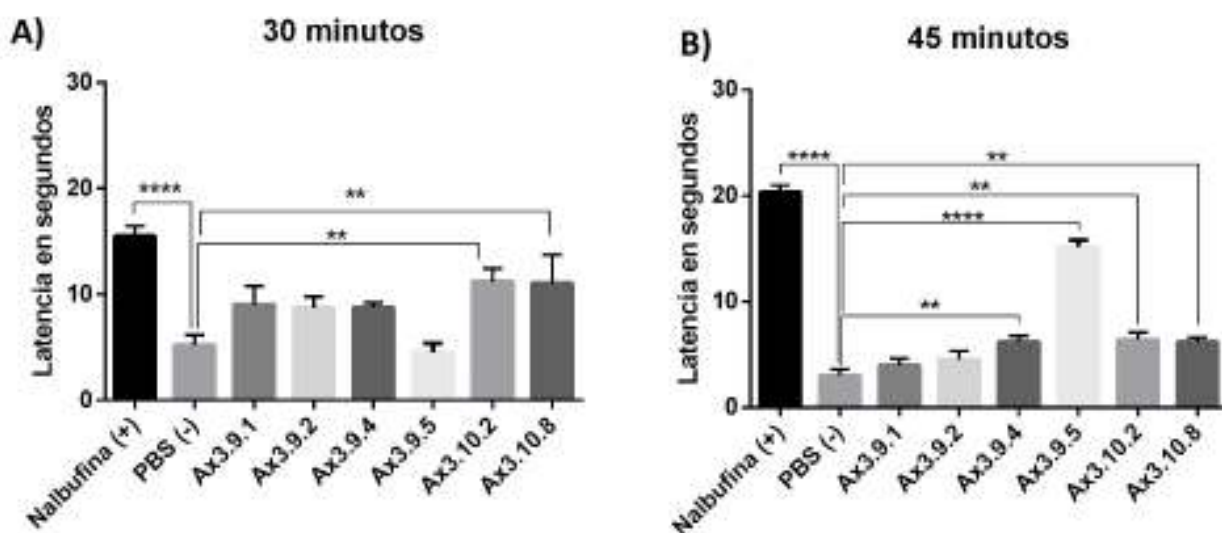 A)
30 minutos
Latencia en segundos
30
20
10
0
****
**
**
Nalbufina (+)
PBS (-)
Ax3.9.1
Ax3.9.2
Ax3.9.4
Ax3.9.5
Ax3.10.2
Ax3.10.8
B)
45 minutos
Latencia en segundos
30
20
10
0
****
**
**
****
**
Nalbufina (+)
PBS (-)
Ax3.9.1
Ax3.9.2
Ax3.9.4
Ax3.9.5
Ax3.10.2
Ax3.10.8